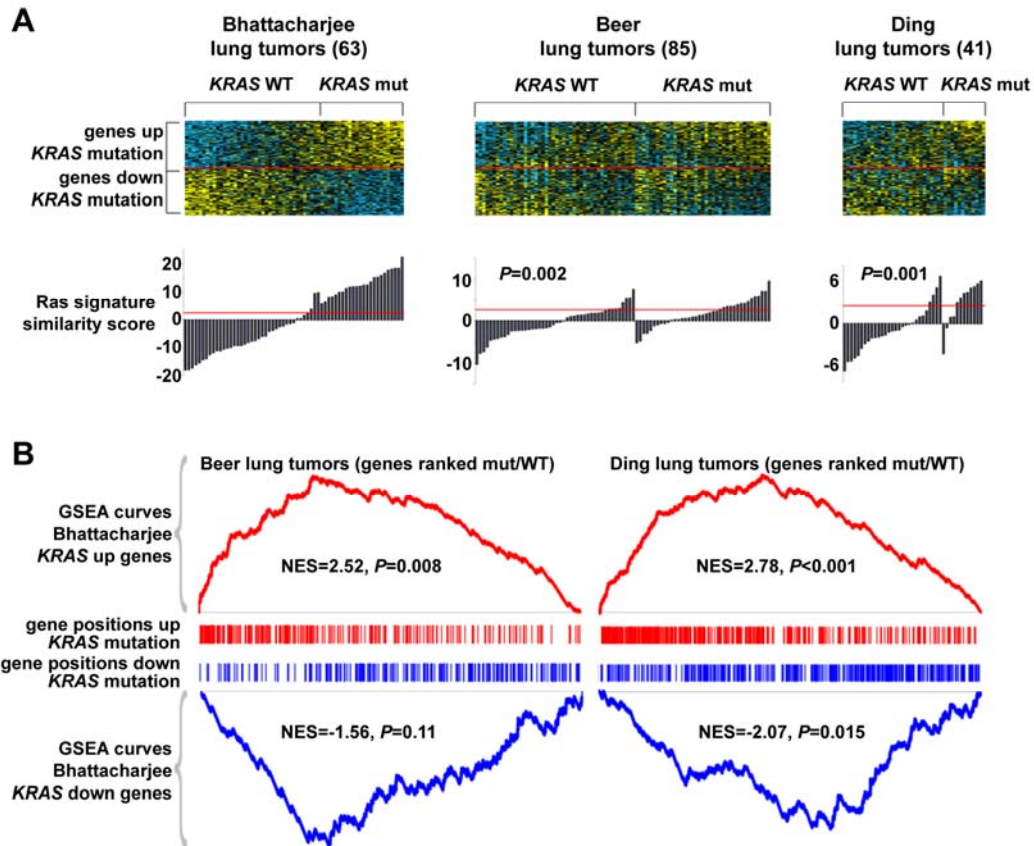 A
Bhattacharjee
lung tumors (63)
KRAS WT
KRAS mut
Beer
lung tumors (85)
KRAS WT
KRAS mut
Ding
lung tumors (41)
KRAS WT
KRAS mut
genes up
KRAS mutation
genes down
KRAS mutation
Ras signature
similarity score
20
10
0
-10
-20
P=0.002
10
0
-10
P=0.001
6
0
-6
B
Beer lung tumors (genes ranked mut/WT)
Ding lung tumors (genes ranked mut/WT)
GSEA curves
Bhattacharjee
KRAS up genes
NES=2.52, P=0.008
NES=2.78, P<0.001
gene positions up
KRAS mutation
gene positions down
KRAS mutation
GSEA curves
Bhattacharjee
KRAS down genes
NES=-1.56, P=0.11
NES=-2.07, P=0.015